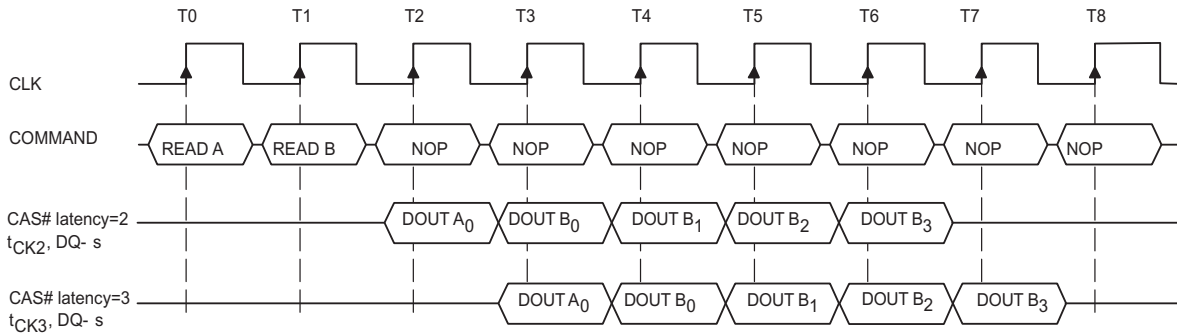 T0 T1 T2 T3 T4 T5 T6 T7 T8
CLK
COMMAND
READ A READ B NOP NOP NOP NOP NOP NOP NOP
CAS# latency=2
tCK2, DQ- s
DOUT A0 DOUT B0 DOUT B1 DOUT B2 DOUT B3
CAS# latency=3
tCK3, DQ- s
DOUT A0 DOUT B0 DOUT B1 DOUT B2 DOUT B3